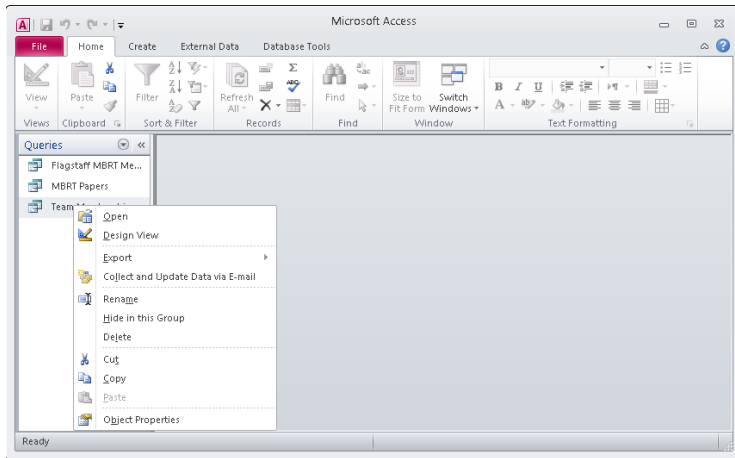 Microsoft Access
File Home Create External Data Database Tools
View Paste Filter Refresh All Find Size to Fit Form Switch Windows
B I U
A
Views Clipboard Sort & Filter Records Find Window Text Formatting
Queries
Flagstaff MBRT Me...
MBRT Papers
Team
Open
Design View
Export
Collect and Update Data via E-mail
Rename
Hide in this Group
Delete
Cut
Copy
Paste
Object Properties
Ready